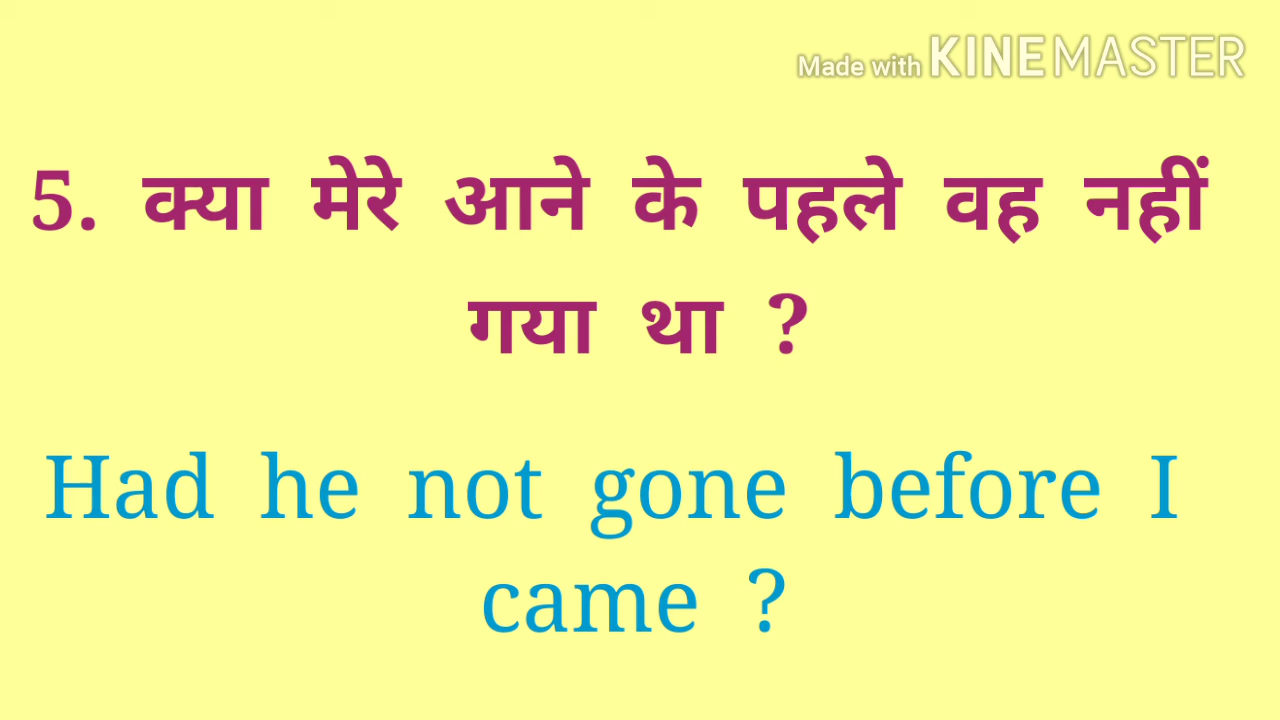 Made with KINEMASTER
5. क्या मेरे आने के पहले वह नहीं
गया था ?
Had he not gone before I
came ?